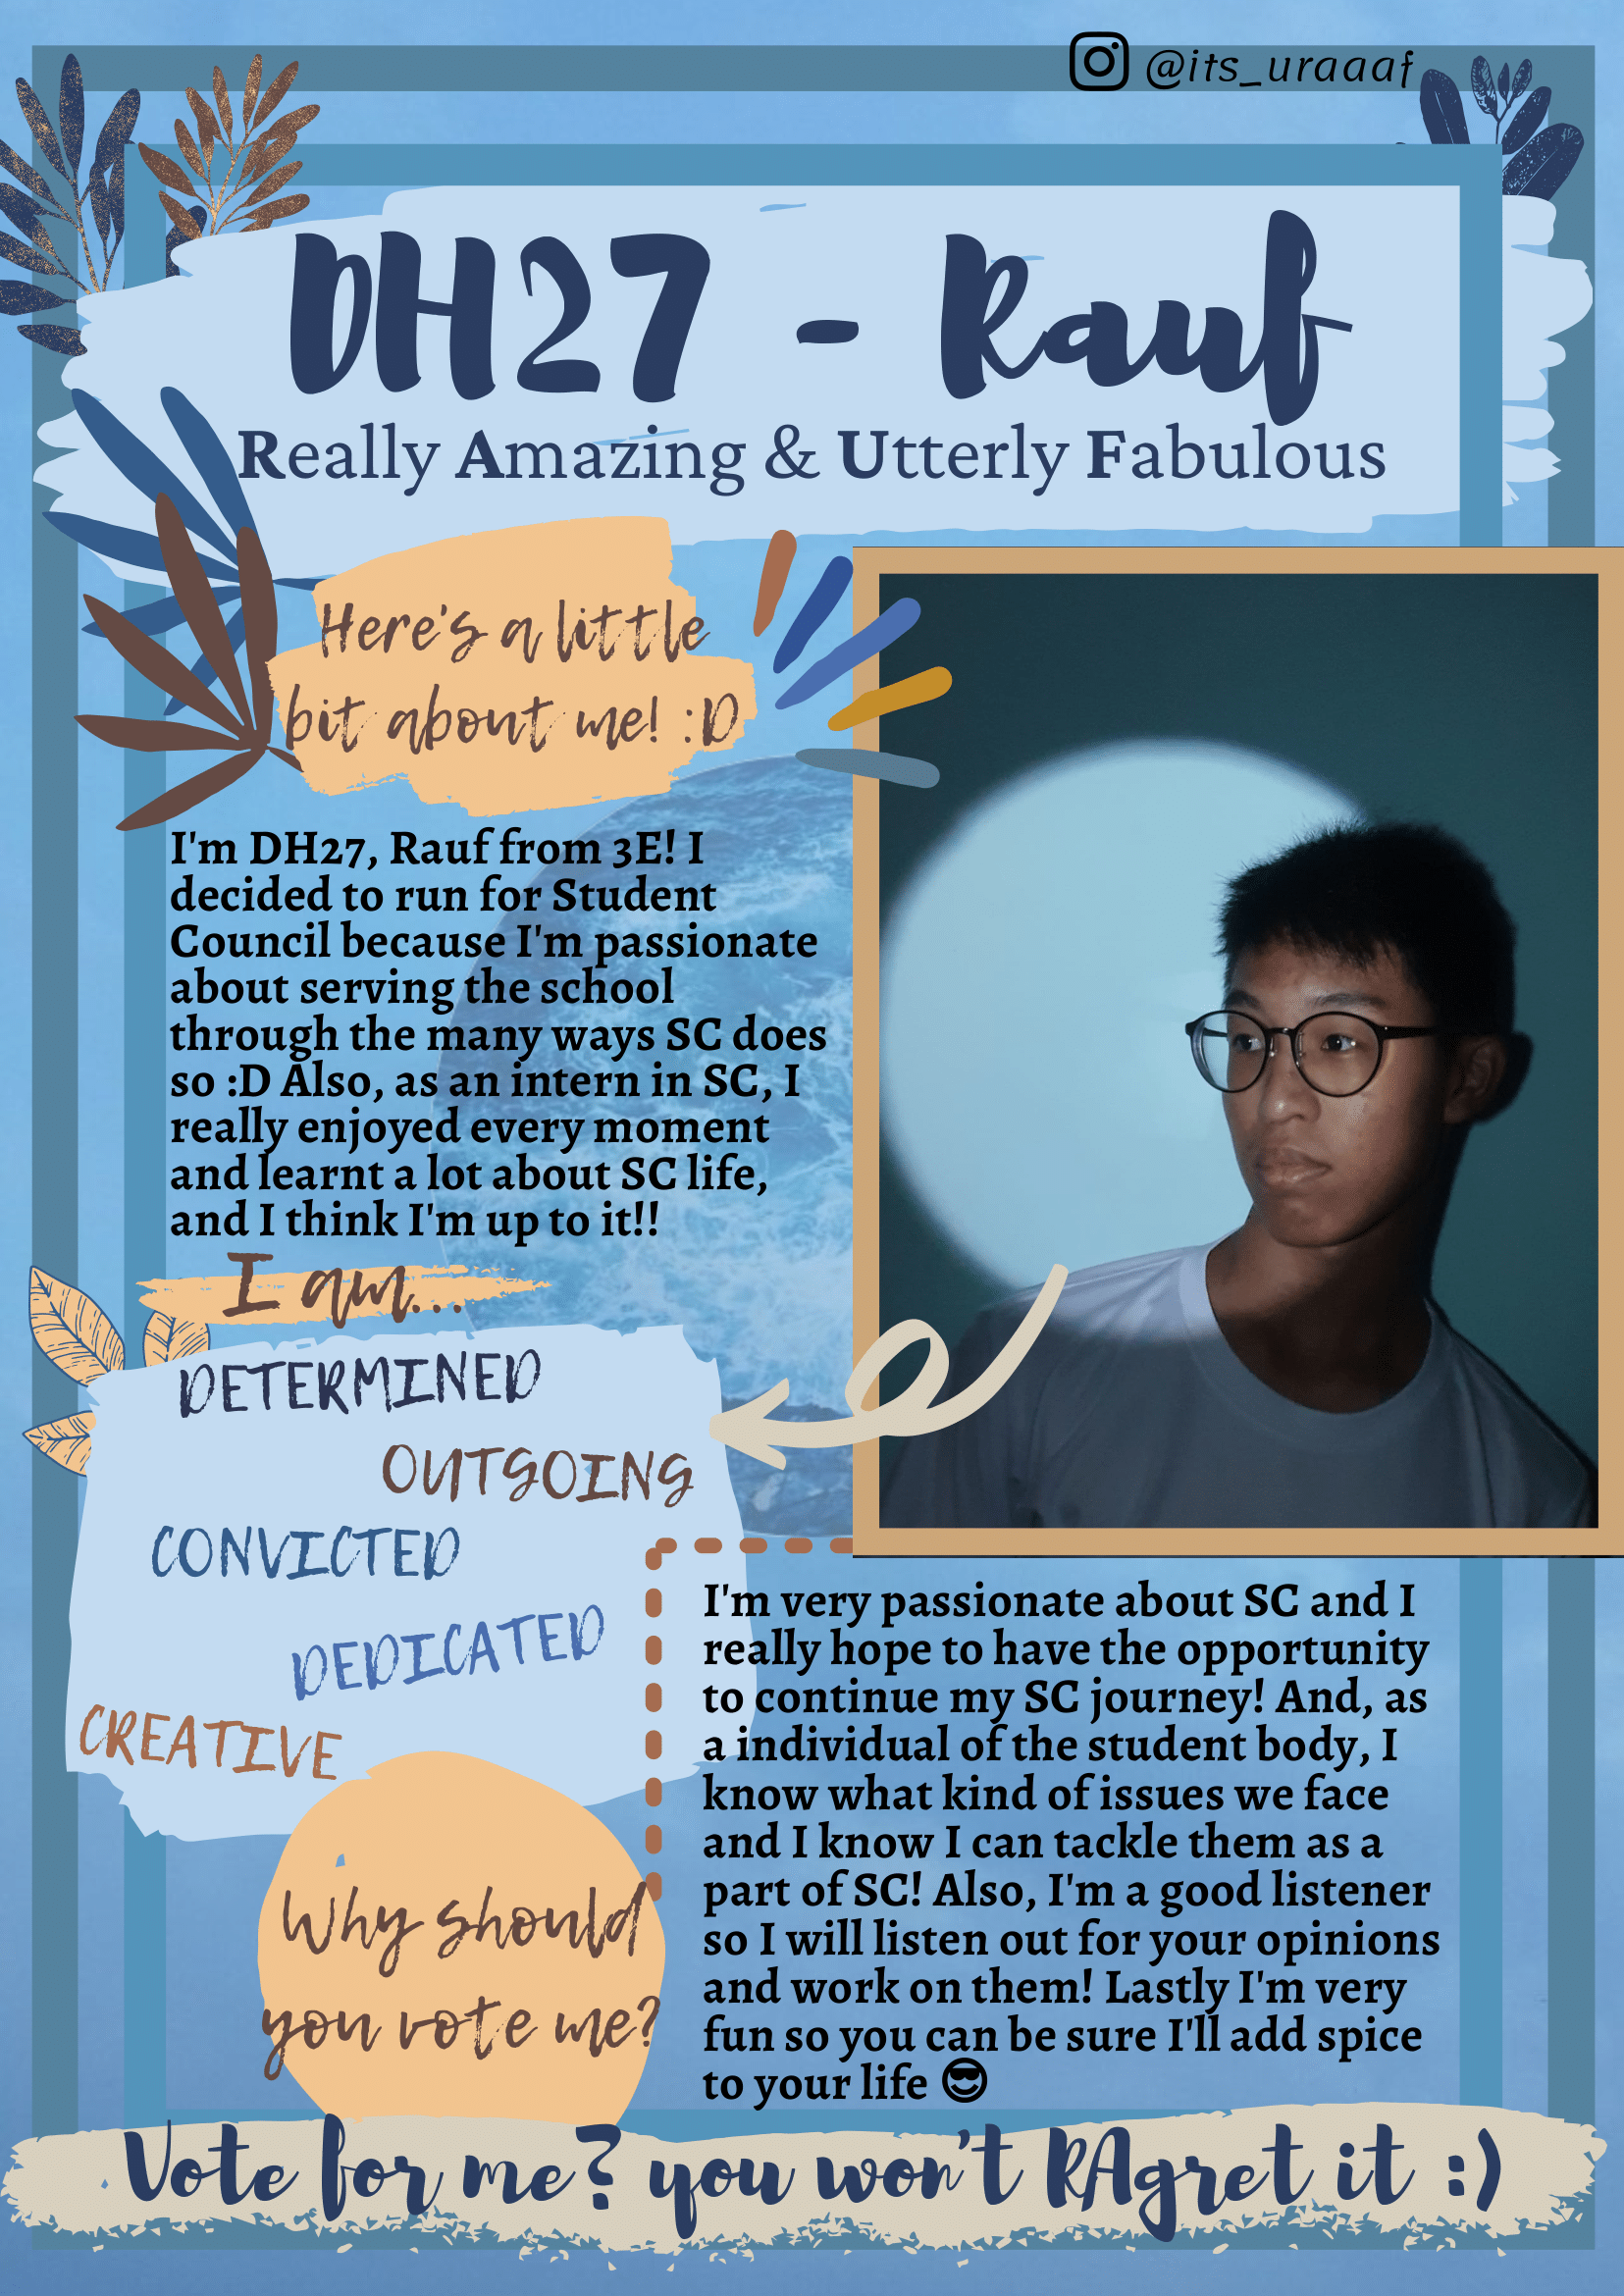 @its_uraaaf
DH27 - Rauf
Really Amazing & Utterly Fabulous
Here's a little
bit about me! :D
I'm DH27, Rauf from 3E! I
decided to run for Student
Council because I'm passionate
about serving the school
through the many ways SC does
so :D Also, as an intern in SC, I
really enjoyed every moment
and learnt a lot about SC life,
and I think I'm up to it!!
I am...
DETERMINED
OUTGOING
CONVICTED
DEDICATED
CREATIVE
Why should
you vote me?
I'm very passionate about SC and I
really hope to have the opportunity
to continue my SC journey! And, as
a individual of the student body, I
know what kind of issues we face
and I know I can tackle them as a
part of SC! Also, I'm a good listener
so I will listen out for your opinions
and work on them! Lastly I'm very
fun so you can be sure I'll add spice
to your life 😎
Vote for me? you won't RAgret it :)